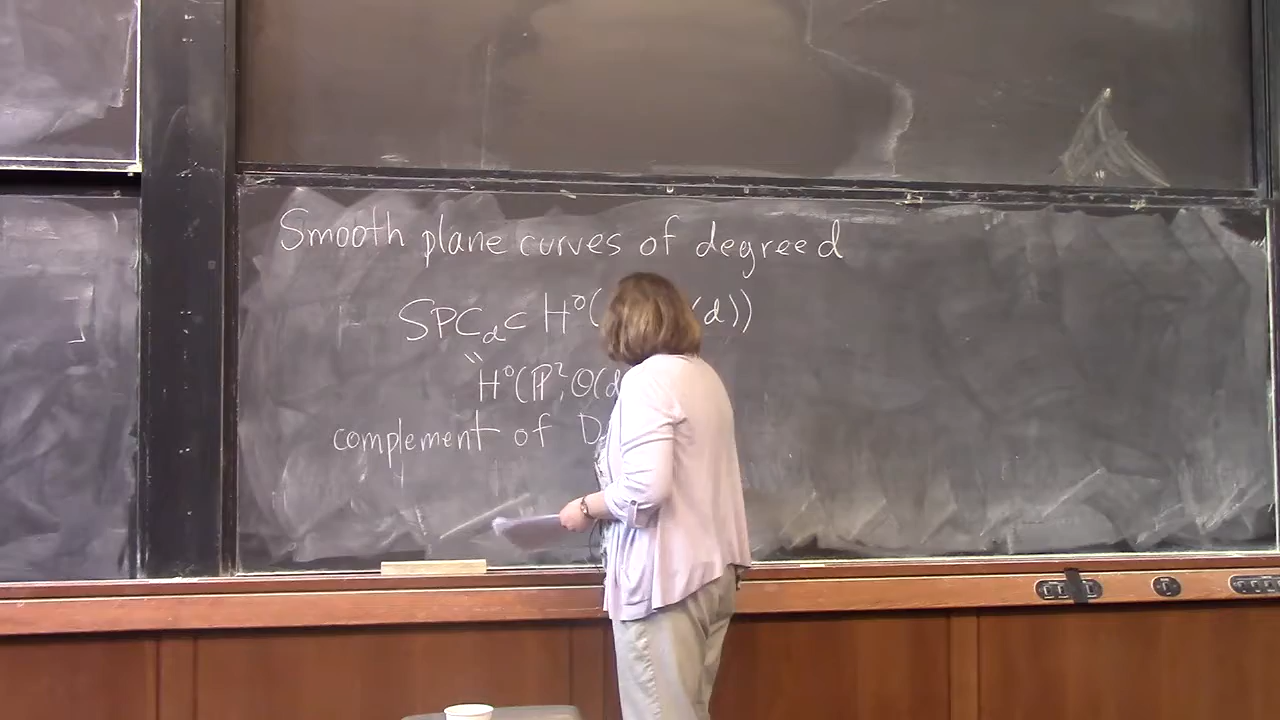 Smooth plane curves of degree d
SPC_d ⊂ H⁰( (d))
" H⁰(ℙ², O(d
complement of D